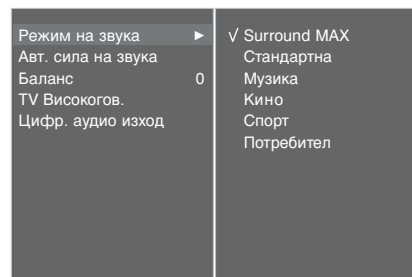 Режим на звука ►
Авт. сила на звука
Баланс 0
TV Високогов.
Цифр. аудио изход
√ Surround MAX
Стандартна
Музика
Кино
Спорт
Потребител